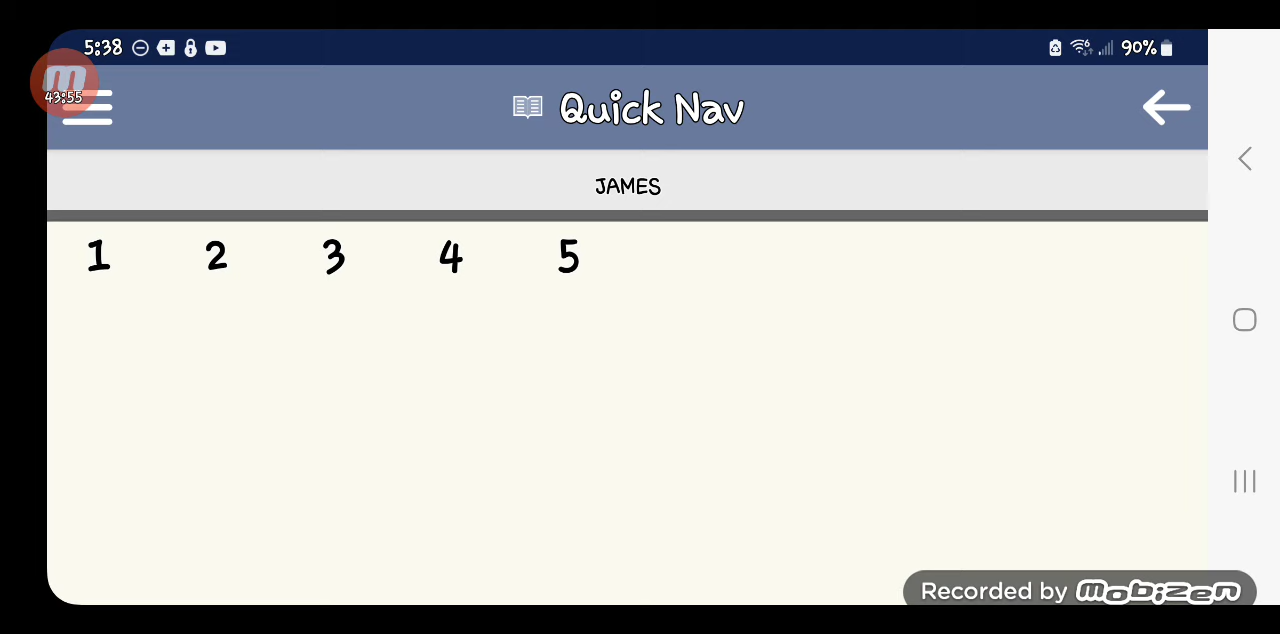 5:38 90%
m
43:55
Quick Nav
JAMES
1 2 3 4 5
Recorded by mobizen